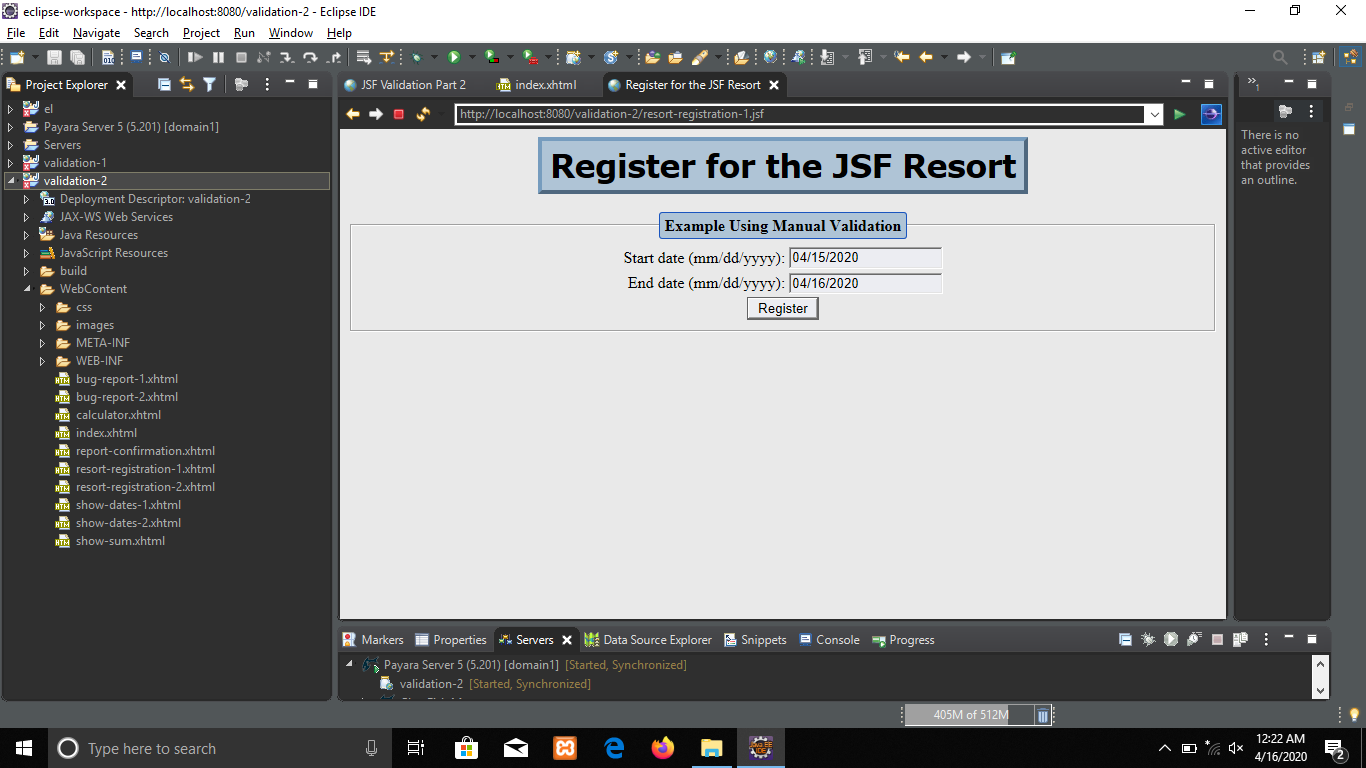 eclipse-workspace - http://localhost:8080/validation-2 - Eclipse IDE
File Edit Navigate Search Project Run Window Help
Project Explorer
JSF Validation Part 2
index.xhtml
Register for the JSF Resort
http://localhost:8080/validation-2/resort-registration-1.jsf
el
Payara Server 5 (5.201) [domain1]
Servers
validation-1
validation-2
Deployment Descriptor: validation-2
JAX-WS Web Services
Java Resources
JavaScript Resources
build
WebContent
css
images
META-INF
WEB-INF
bug-report-1.xhtml
bug-report-2.xhtml
calculator.xhtml
index.xhtml
report-confirmation.xhtml
resort-registration-1.xhtml
resort-registration-2.xhtml
show-dates-1.xhtml
show-dates-2.xhtml
show-sum.xhtml
Register for the JSF Resort
Example Using Manual Validation
Start date (mm/dd/yyyy): 04/15/2020
End date (mm/dd/yyyy): 04/16/2020
Register
1
There is no
active editor
that provides
an outline.
Markers Properties Servers Data Source Explorer Snippets Console Progress
Payara Server 5 (5.201) [domain1] [Started, Synchronized]
validation-2 [Started, Synchronized]
405M of 512M
Type here to search
12:22 AM
4/16/2020
2